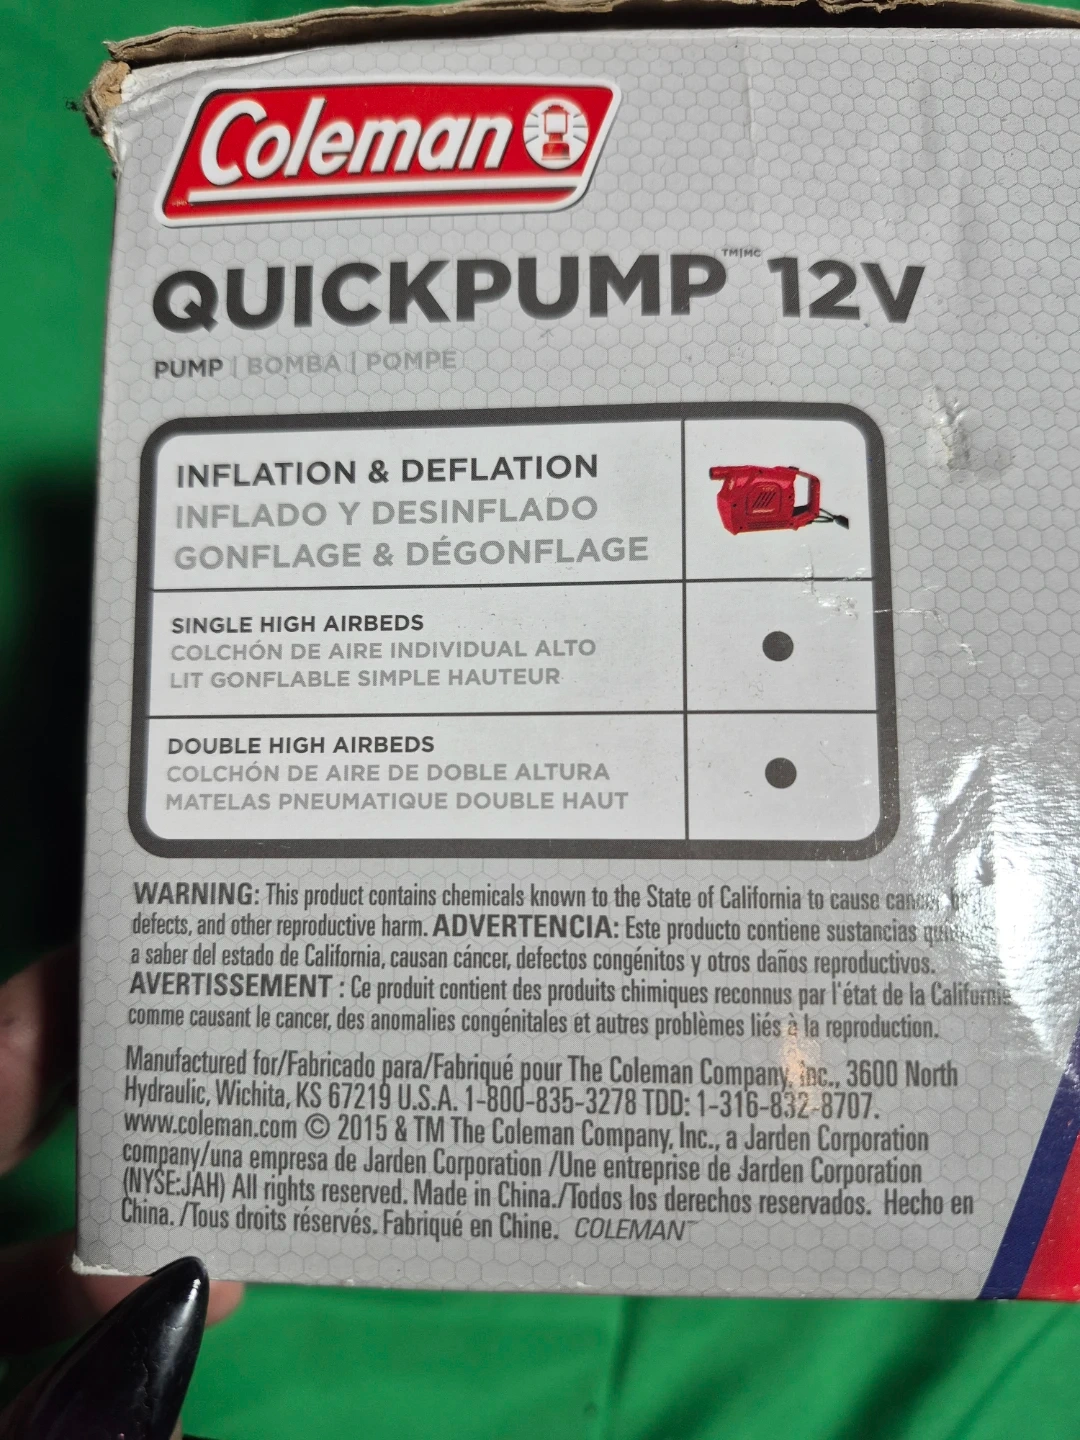 Coleman
QUICKPUMP™|MC 12V
PUMP | BOMBA | POMPE
INFLATION & DEFLATION
INFLADO Y DESINFLADO
GONFLAGE & DÉGONFLAGE
SINGLE HIGH AIRBEDS
COLCHÓN DE AIRE INDIVIDUAL ALTO
LIT GONFLABLE SIMPLE HAUTEUR
DOUBLE HIGH AIRBEDS
COLCHÓN DE AIRE DE DOBLE ALTURA
MATELAS PNEUMATIQUE DOUBLE HAUT
WARNING: This product contains chemicals known to the State of California to cause cancer,
defects, and other reproductive harm. ADVERTENCIA: Este producto contiene sustancias que
a saber del estado de California, causan cáncer, defectos congénitos y otros daños reproductivos.
AVERTISSEMENT : Ce produit contient des produits chimiques reconnus par l'état de la Californie
comme causant le cancer, des anomalies congénitales et autres problèmes liés à la reproduction.
Manufactured for/Fabricado para/Fabriqué pour The Coleman Company, Inc., 3600 North
Hydraulic, Wichita, KS 67219 U.S.A. 1-800-835-3278 TDD: 1-316-832-8707.
www.coleman.com © 2015 & TM The Coleman Company, Inc., a Jarden Corporation
company/una empresa de Jarden Corporation /Une entreprise de Jarden Corporation
(NYSE:JAH) All rights reserved. Made in China./Todos los derechos reservados. Hecho en
China. /Tous droits réservés. Fabriqué en Chine. COLEMAN™